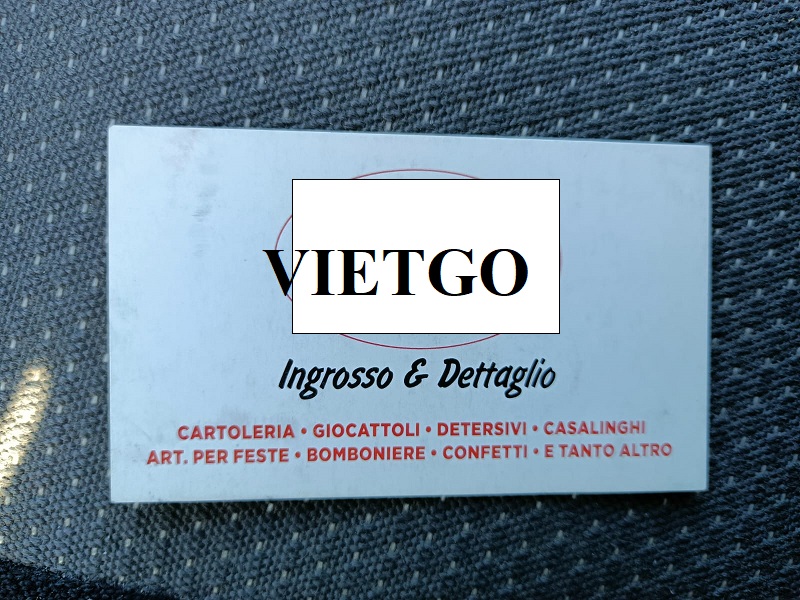 VIETGO
Ingrosso & Dettaglio
CARTOLERIA • GIOCATTOLI • DETERSIVI • CASALINGHI
ART. PER FESTE • BOMBONIERE • CONFETTI • E TANTO ALTRO